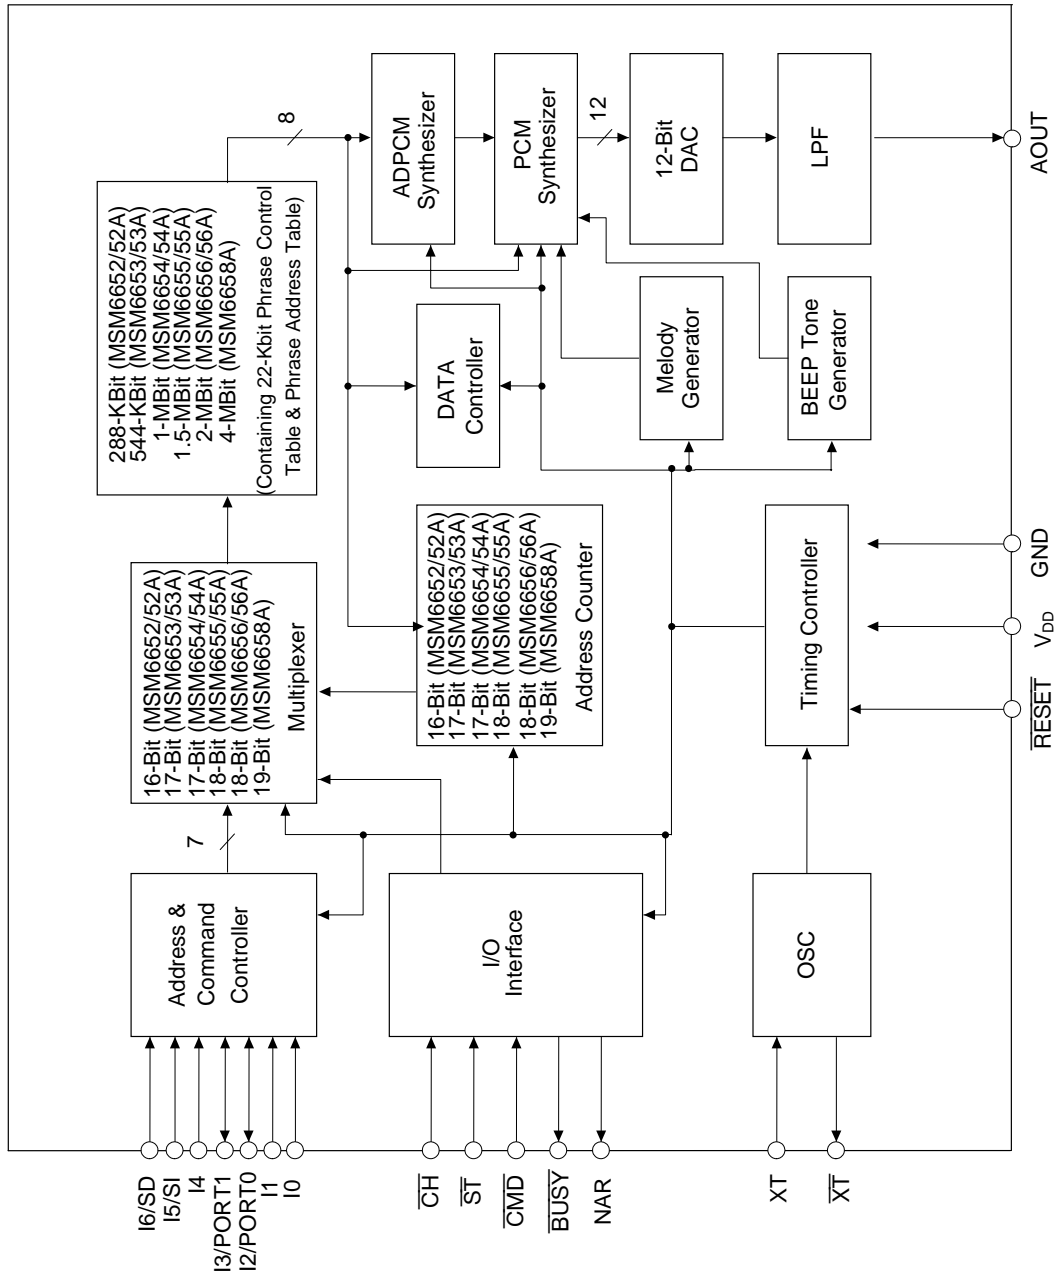 I6/SD
I5/SI
I4
I3/PORT1
I2/PORT0
I1
I0
Address &
Command
Controller
7
16-Bit (MSM6652/52A)
17-Bit (MSM6653/53A)
17-Bit (MSM6654/54A)
18-Bit (MSM6655/55A)
18-Bit (MSM6656/56A)
19-Bit (MSM6658A)
Multiplexer
288-KBit (MSM6652/52A)
544-KBit (MSM6653/53A)
1-MBit (MSM6654/54A)
1.5-MBit (MSM6655/55A)
2-MBit (MSM6656/56A)
4-MBit (MSM6658A)
(Containing 22-Kbit Phrase Control
Table & Phrase Address Table)
8
CH
ST
CMD
BUSY
NAR
I/O
Interface
16-Bit (MSM6652/52A)
17-Bit (MSM6653/53A)
17-Bit (MSM6654/54A)
18-Bit (MSM6655/55A)
18-Bit (MSM6656/56A)
19-Bit (MSM6658A)
Address Counter
DATA
Controller
ADPCM
Synthesizer
PCM
Synthesizer
12
12-Bit
DAC
LPF
Melody
Generator
BEEP Tone
Generator
XT
XT
OSC
Timing Controller
RESET
VDD
GND
AOUT